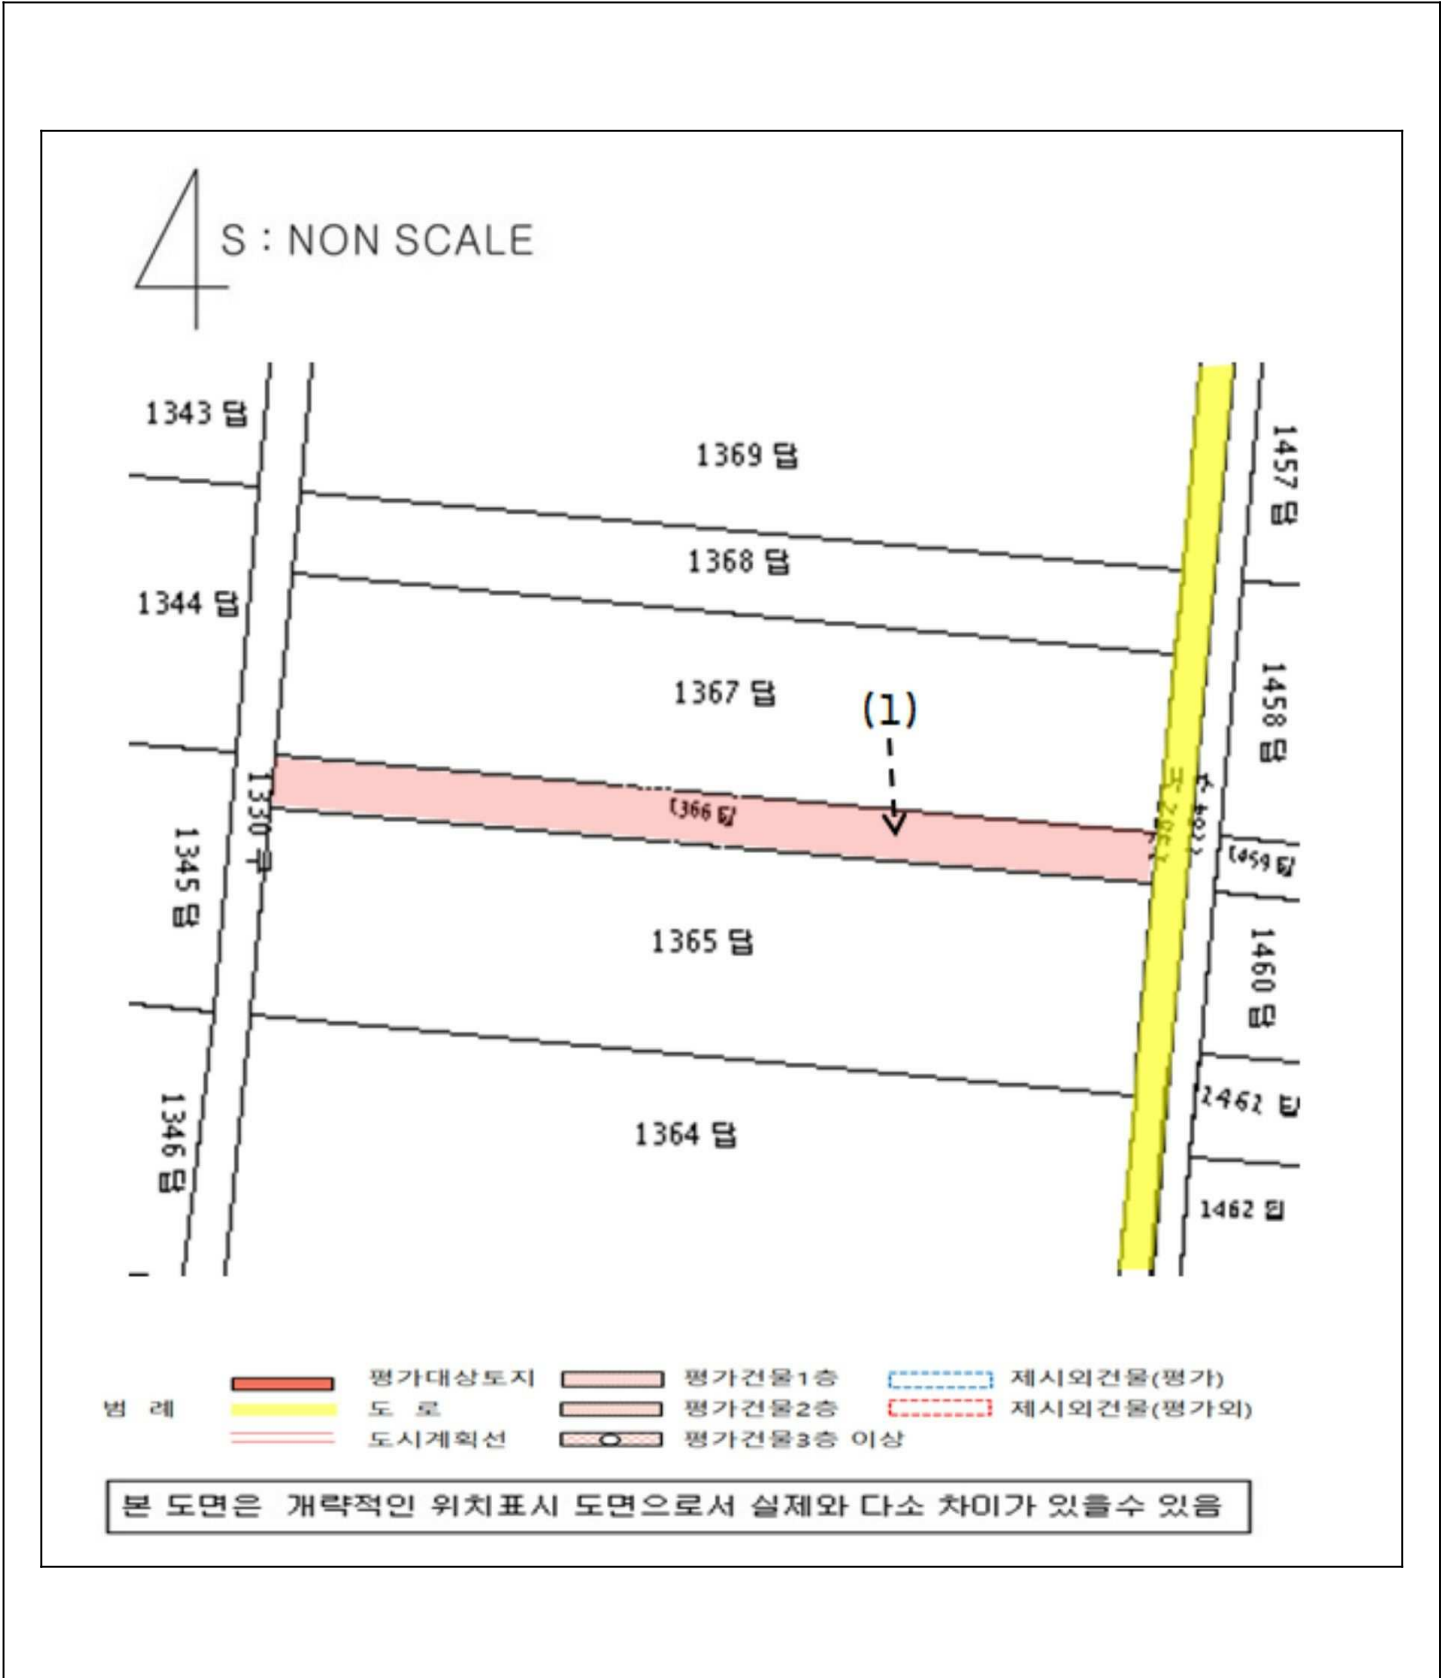 S : NON SCALE
1343 답
1369 답
1457 답
1368 답
1344 답
1367 답
1458 답
(1)
1330 구
1366 답
1345 답
1459 답
1365 답
1460 답
1346 답
1364 답
1462 답
범 례
평가대상토지
평가건물1층
제시외건물(평가)
도 로
평가건물2층
제시외건물(평가외)
도시계획선
평가건물3층 이상
본 도면은 개략적인 위치표시 도면으로서 실제와 다소 차이가 있을수 있음